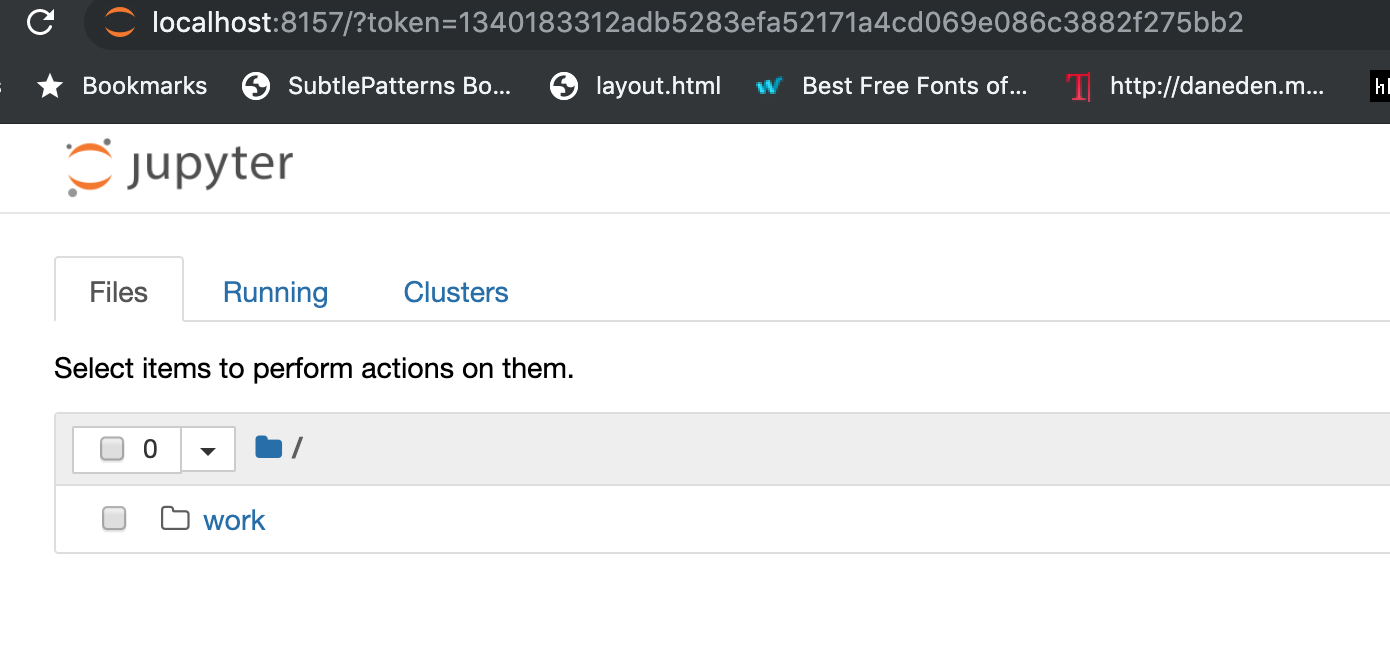 localhost:8157/?token=1340183312adb5283efa52171a4cd069e086c3882f275bb2
Bookmarks SubtlePatterns Bo... layout.html Best Free Fonts of... http://daneden.m...
jupyter
Files Running Clusters
Select items to perform actions on them.
0 /
work